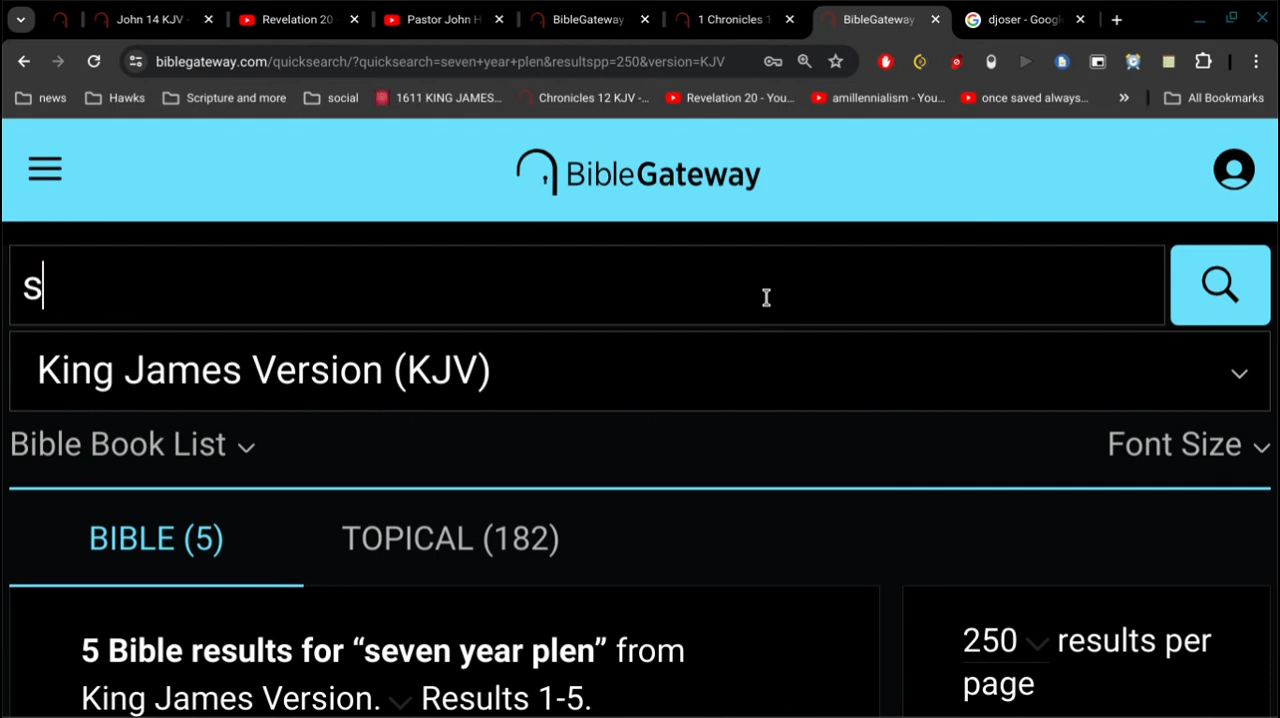 John 14 KJV -
Revelation 20
Pastor John H
BibleGateway
1 Chronicles 1
BibleGateway
djoser - Googl
biblegateway.com/quicksearch/?quicksearch=seven+year+plen&resultspp=250&version=KJV
news
Hawks
Scripture and more
social
1611 KING JAMES...
Chronicles 12 KJV -...
Revelation 20 - You...
amillennialism - You...
once saved always...
All Bookmarks
BibleGateway
s
King James Version (KJV)
Bible Book List
Font Size
BIBLE (5)
TOPICAL (182)
5 Bible results for “seven year plen” from
King James Version. Results 1-5.
250 results per
page